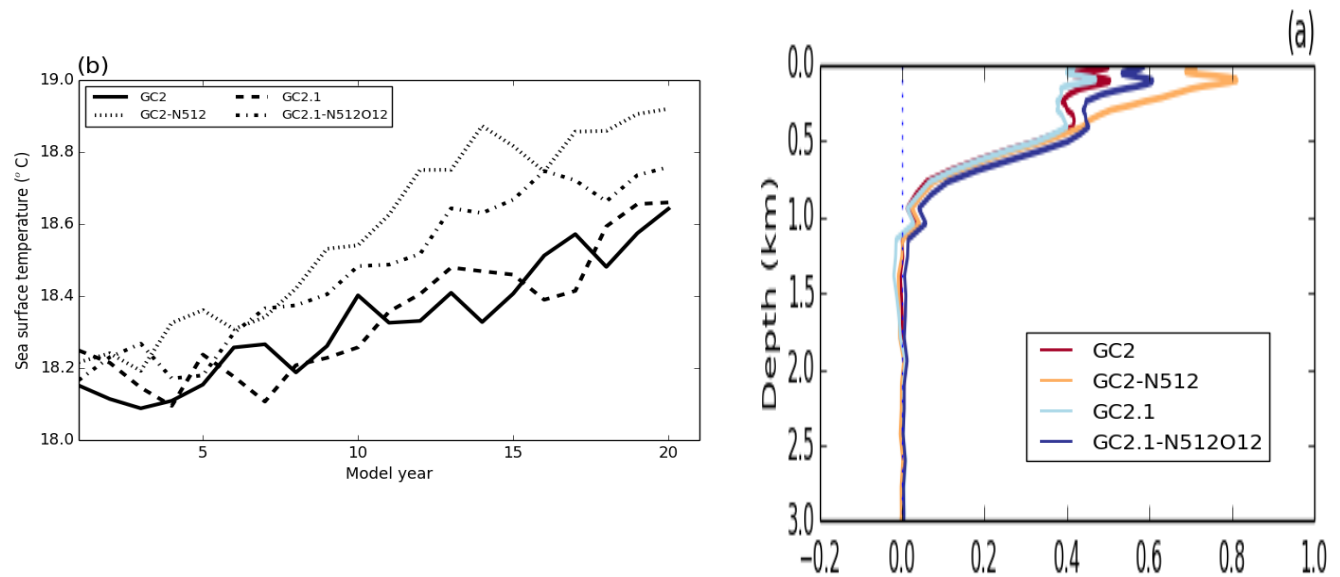 (b)
19.0
18.8
18.6
18.4
18.2
18.0
Sea surface temperature (° C)
GC2
GC2-N512
GC2.1
GC2.1-N512O12
5
10
15
20
Model year
(a)
0.0
0.5
1.0
1.5
2.0
2.5
3.0
Depth (km)
GC2
GC2-N512
GC2.1
GC2.1-N512O12
−0.2
0.0
0.2
0.4
0.6
0.8
1.0